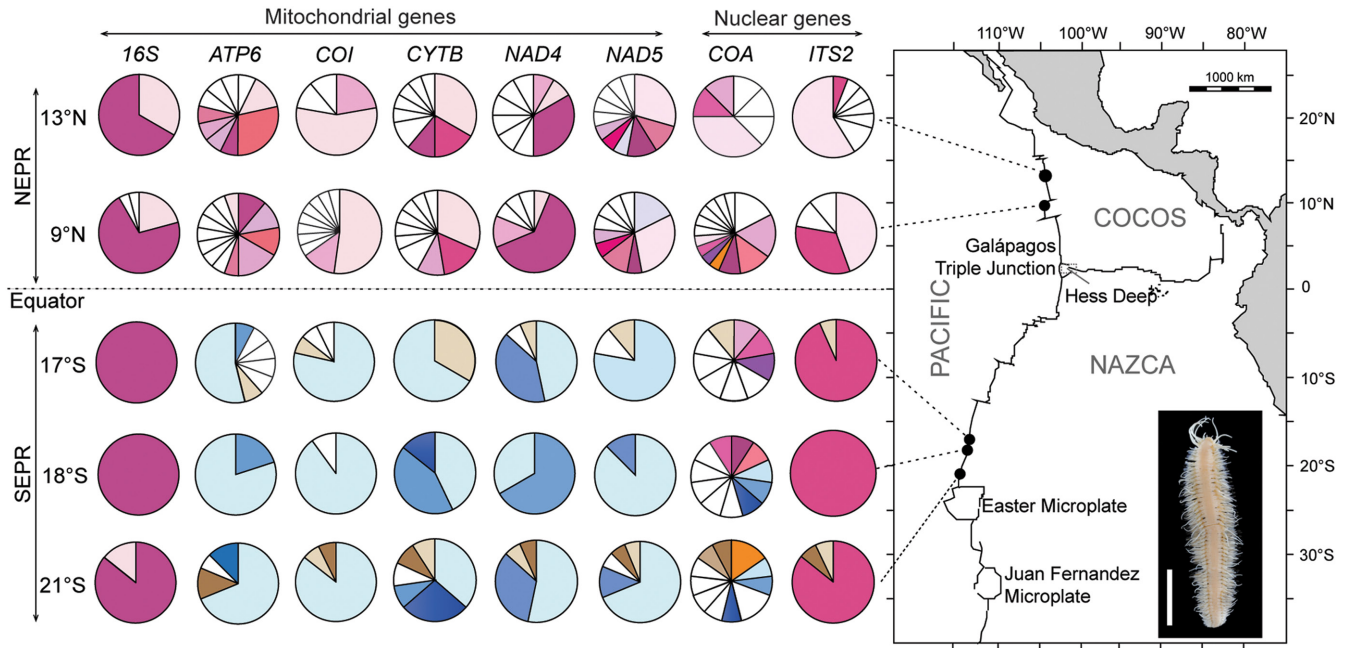 Mitochondrial genes
Nuclear genes
16S ATP6 COI CYTB NAD4 NAD5 COA ITS2
NEPR
13°N
9°N
Equator
SEPR
17°S
18°S
21°S
110°W 100°W 90°W 80°W
1000 km
20°N
10°N
0
10°S
20°S
30°S
COCOS
Galápagos
Triple Junction
Hess Deep
PACIFIC
NAZCA
Easter Microplate
Juan Fernandez
Microplate